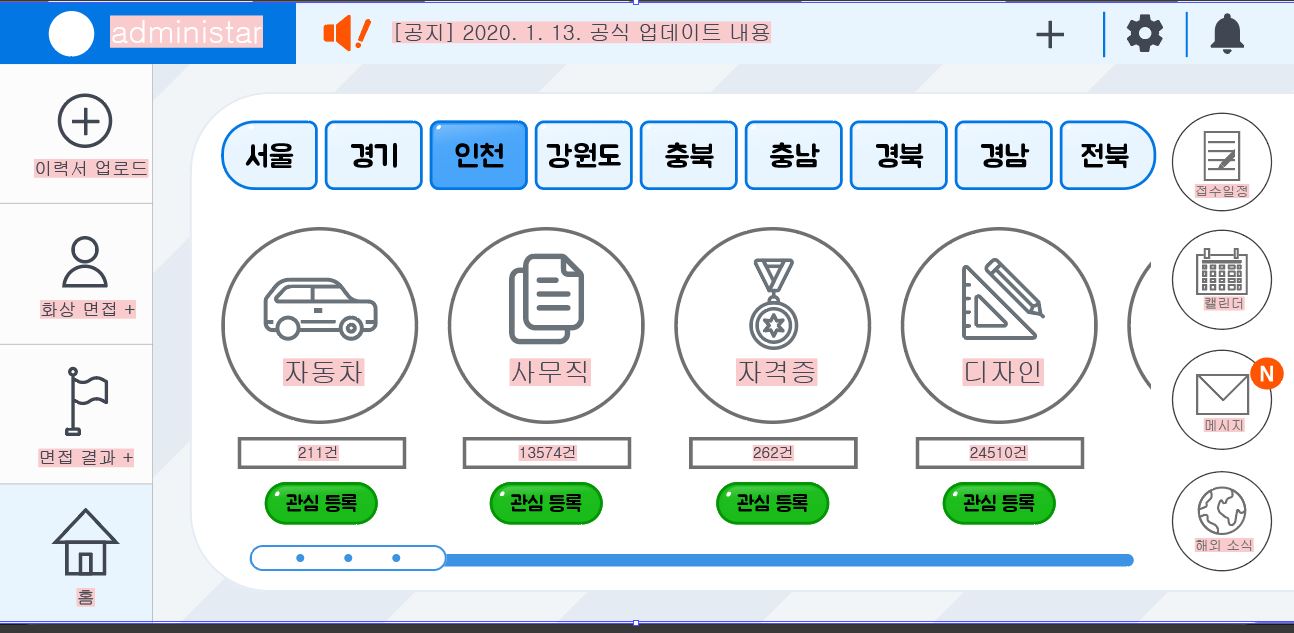 administar
[공지] 2020. 1. 13. 공식 업데이트 내용
이력서 업로드
화상 면접 +
면접 결과 +
홈
서울 경기 인천 강원도 충북 충남 경북 경남 전북
자동차 사무직 자격증 디자인
211건 13574건 262건 24510건
관심 등록 관심 등록 관심 등록 관심 등록
접수일정
캘린더
N
메시지
해외 소식